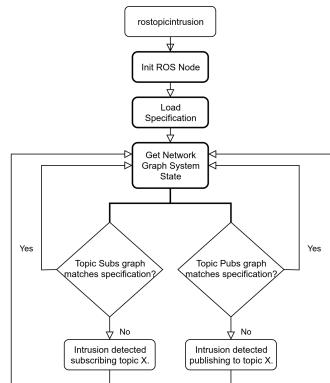 rostopicintrusion
Init ROS Node
Load
Specification
Get Network
Graph System
State
Yes
Topic Subs graph
matches specification?
Topic Pubs graph
matches specification?
Yes
No
No
Intrusion detected
subscribing topic X.
Intrusion detected
publishing to topic X.